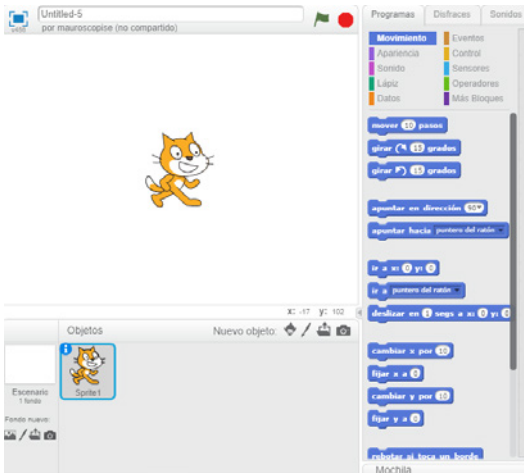 Untitled-5
por mauroscopise (no compartido)
v456
x: -17 y: 102
Objetos
Nuevo objeto:
Escenario
1 fondo
Fondo nuevo:
Sprite1
Programas Disfraces Sonidos
Movimiento Eventos
Apariencia Control
Sonido Sensores
Lápiz Operadores
Datos Más Bloques
mover 10 pasos
girar 15 grados
girar 15 grados
apuntar en dirección 90
apuntar hacia puntero del ratón
ir a x: 0 y: 0
ir a puntero del ratón
deslizar en 1 segs a x: 0 y: 0
cambiar x por 10
fijar x a 0
cambiar y por 10
fijar y a 0
rebotar si toca un borde
Mochila